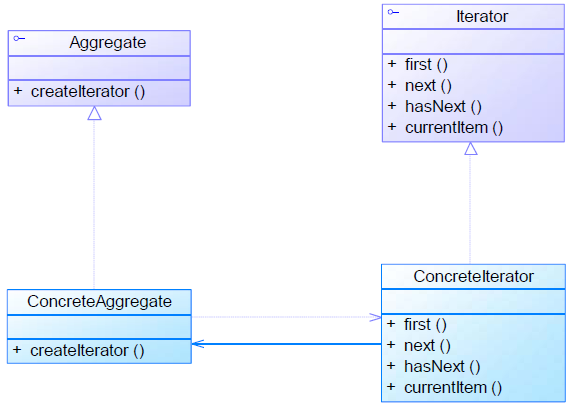 Aggregate
+ createIterator ()
Iterator
+ first ()
+ next ()
+ hasNext ()
+ currentItem ()
ConcreteAggregate
+ createIterator ()
ConcreteIterator
+ first ()
+ next ()
+ hasNext ()
+ currentItem ()